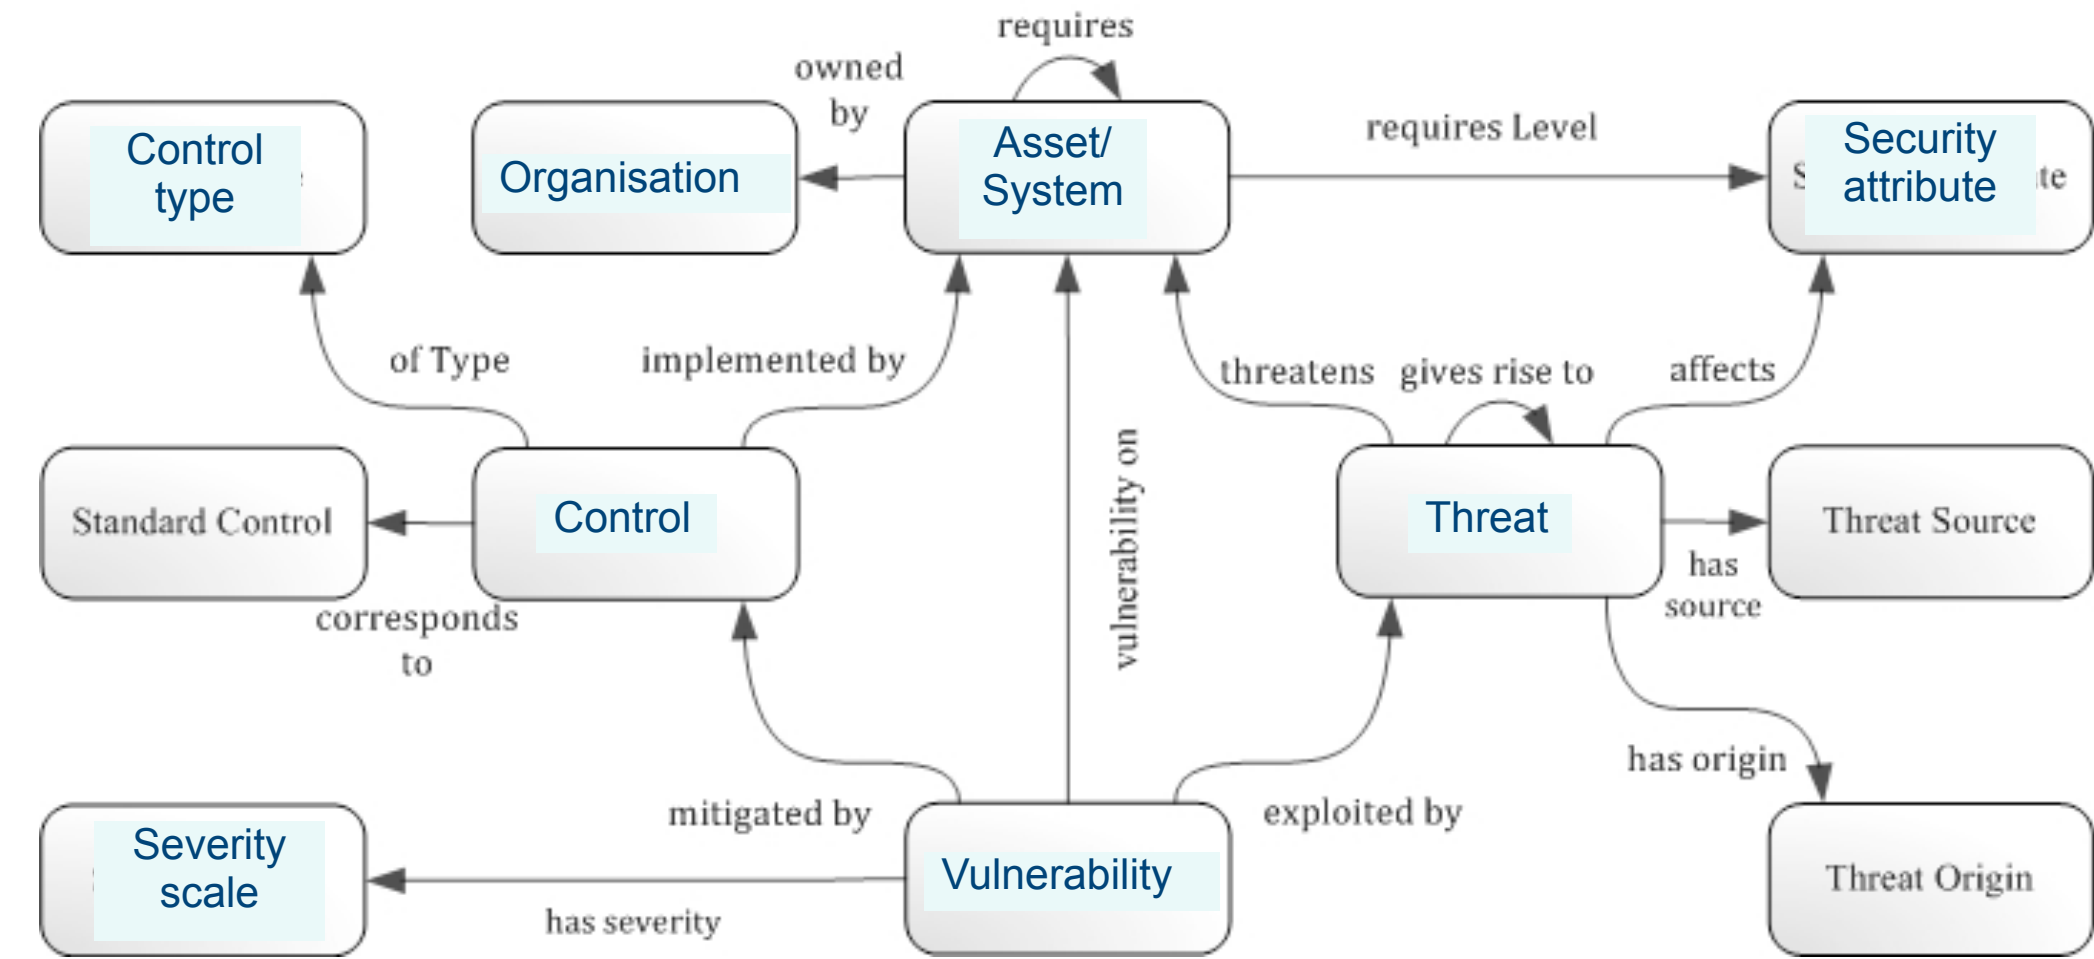 requires
owned
by
Control
type
Organisation
Asset/
System
requires Level
Security
attribute
of Type
implemented by
threatens
gives rise to
affects
vulnerability on
Standard Control
Control
Threat
Threat Source
has
source
corresponds
to
has origin
mitigated by
exploited by
Severity
scale
has severity
Vulnerability
Threat Origin